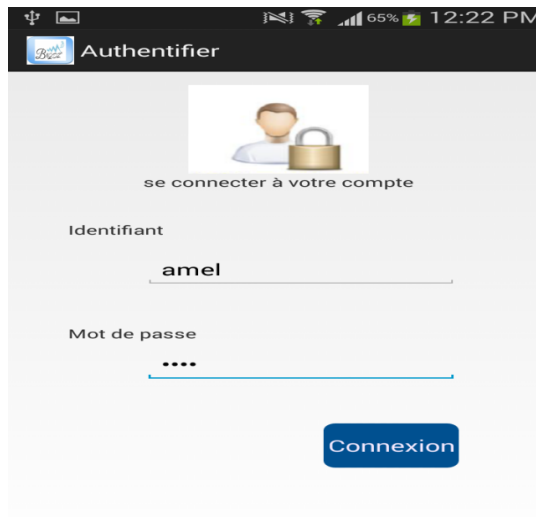 65% 12:22 PM
Authentifier
se connecter à votre compte
Identifiant
amel
Mot de passe
••••
Connexion